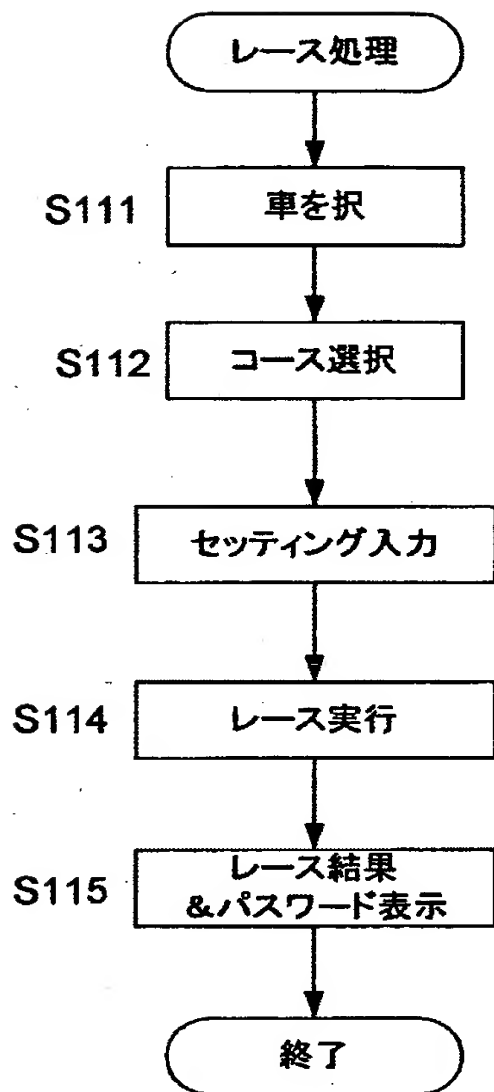 レース処理
S111
車を択
S112
コース選択
S113
セッティング入力
S114
レース実行
S115
レース結果
&パスワード表示
終了